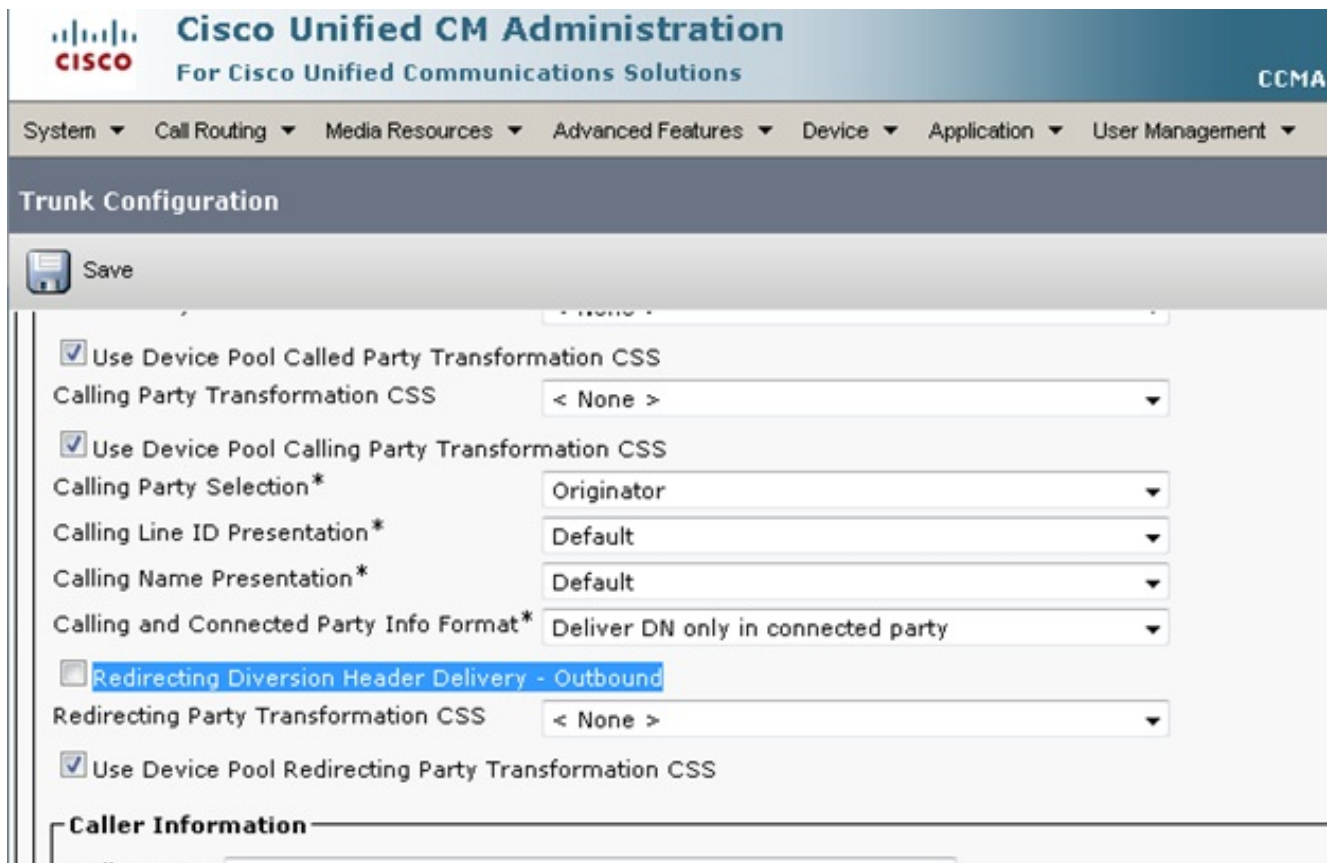 Cisco Unified CM Administration
CISCO
For Cisco Unified Communications Solutions
CCMA
System Call Routing Media Resources Advanced Features Device Application User Management
Trunk Configuration
Save
Use Device Pool Called Party Transformation CSS
Calling Party Transformation CSS < None >
Use Device Pool Calling Party Transformation CSS
Calling Party Selection* Originator
Calling Line ID Presentation* Default
Calling Name Presentation* Default
Calling and Connected Party Info Format* Deliver DN only in connected party
Redirecting Diversion Header Delivery - Outbound
Redirecting Party Transformation CSS < None >
Use Device Pool Redirecting Party Transformation CSS
Caller Information